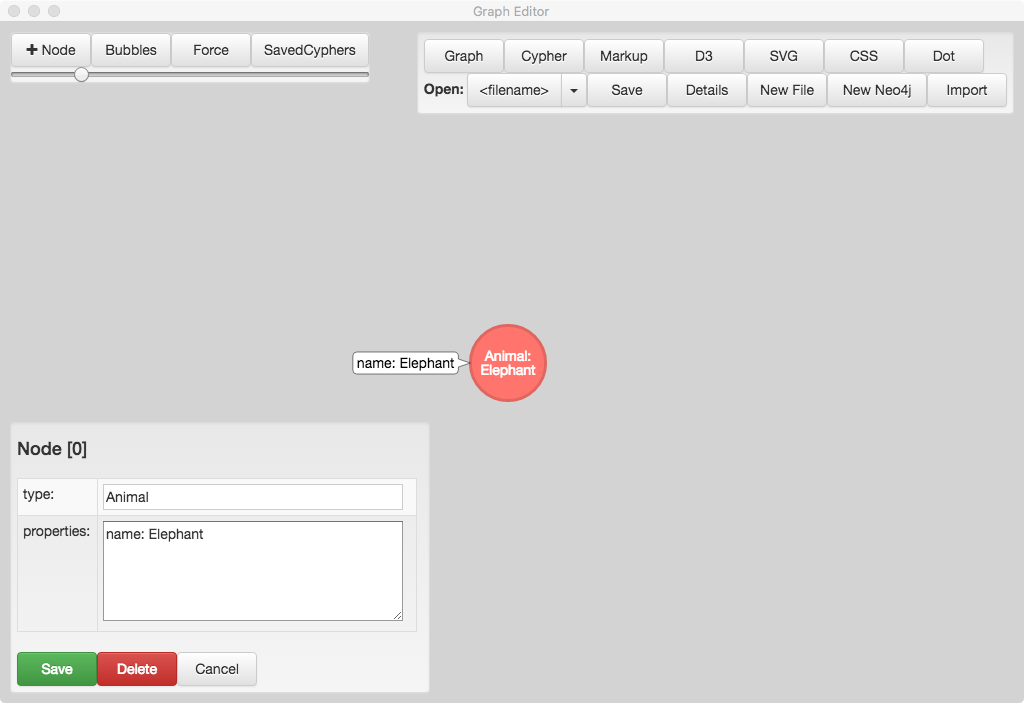 Graph Editor
+ Node Bubbles Force SavedCyphers
Graph Cypher Markup D3 SVG CSS Dot
Open: <filename> Save Details New File New Neo4j Import
name: Elephant
Animal:
Elephant
Node [0]
type: Animal
properties: name: Elephant
Save Delete Cancel